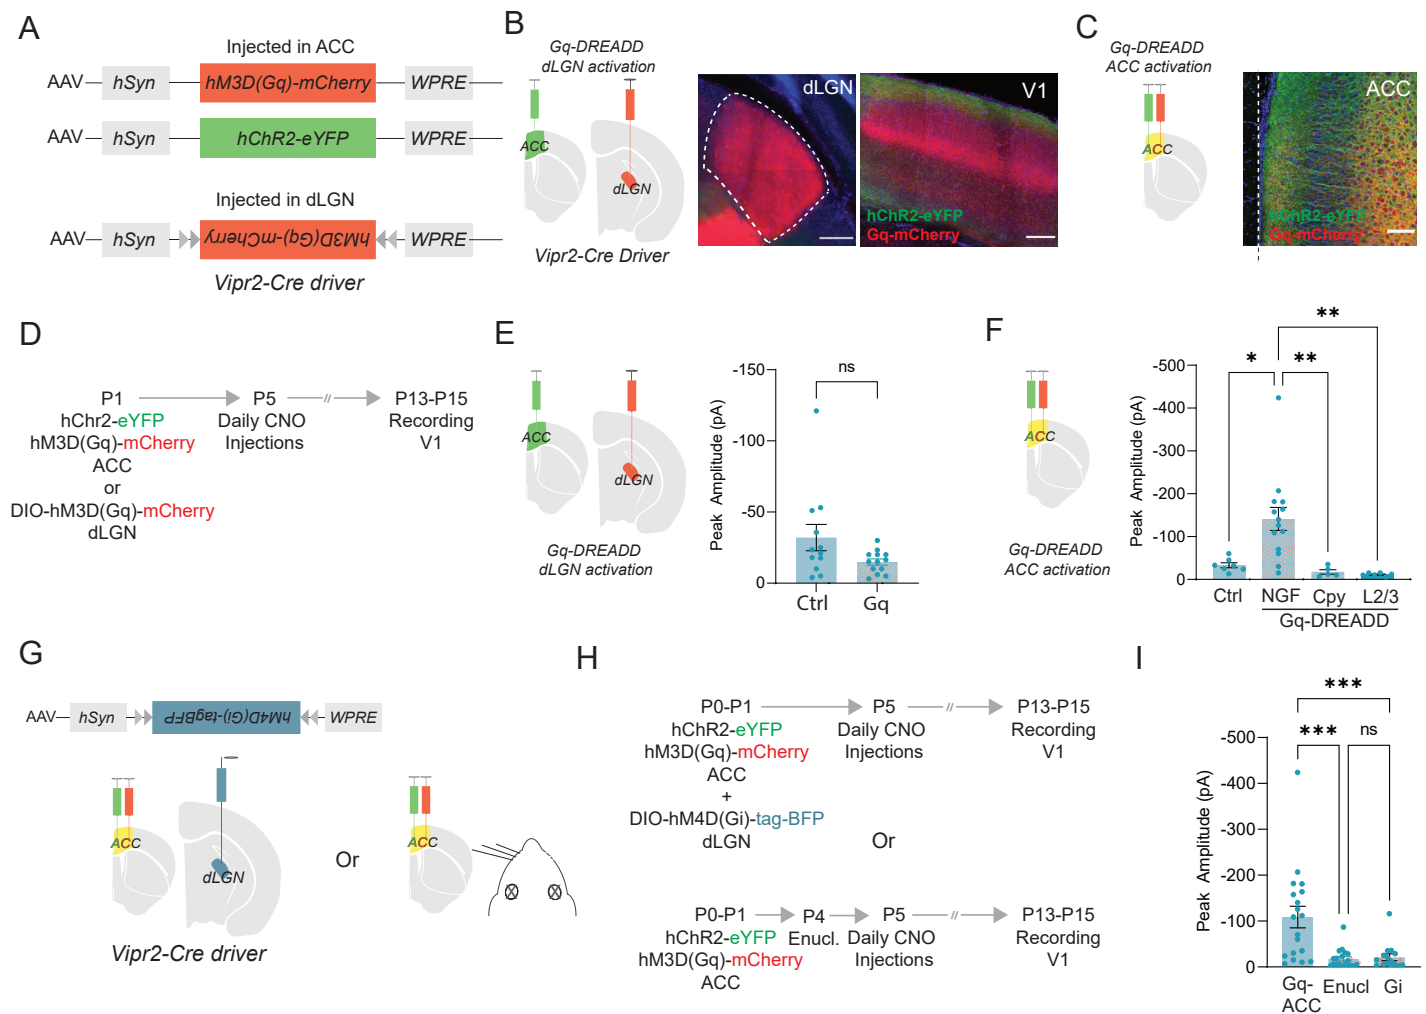 A
Injected in ACC
AAV hSyn hM3D(Gq)-mCherry WPRE
AAV hSyn hChR2-eYFP WPRE
Injected in dLGN
AAV hSyn hM3D(Gq)-mCherry WPRE
Vipr2-Cre driver
B
Gq-DREADD
dLGN activation
ACC
dLGN
Vipr2-Cre Driver
dLGN
V1
hChR2-eYFP
Gq-mCherry
C
Gq-DREADD
ACC activation
ACC
ACC
hChR2-eYFP
Gq-mCherry
D
P1 P5 P13-P15
hChr2-eYFP Daily CNO Recording
hM3D(Gq)-mCherry Injections V1
ACC
or
DIO-hM3D(Gq)-mCherry
dLGN
E
ACC
dLGN
Gq-DREADD
dLGN activation
Peak Amplitude (pA)
-150
-100
-50
0
ns
Ctrl Gq
F
ACC
Gq-DREADD
ACC activation
Peak Amplitude (pA)
-500
-400
-300
-200
-100
0
**
* **
Ctrl NGF Cpy L2/3
Gq-DREADD
G
AAV hSyn hM4D(Gi)-tagBFP WPRE
ACC
dLGN
Vipr2-Cre driver
Or
ACC
H
P0-P1 P5 P13-P15
hChR2-eYFP Daily CNO Recording
hM3D(Gq)-mCherry Injections V1
ACC
+
DIO-hM4D(Gi)-tag-BFP
dLGN
Or
P0-P1 P4 P5 P13-P15
hChR2-eYFP Enucl. Daily CNO Recording
hM3D(Gq)-mCherry Injections V1
ACC
I
Peak Amplitude (pA)
-500
-400
-300
-200
-100
0
***
*** ns
Gq-
ACC
Enucl Gi